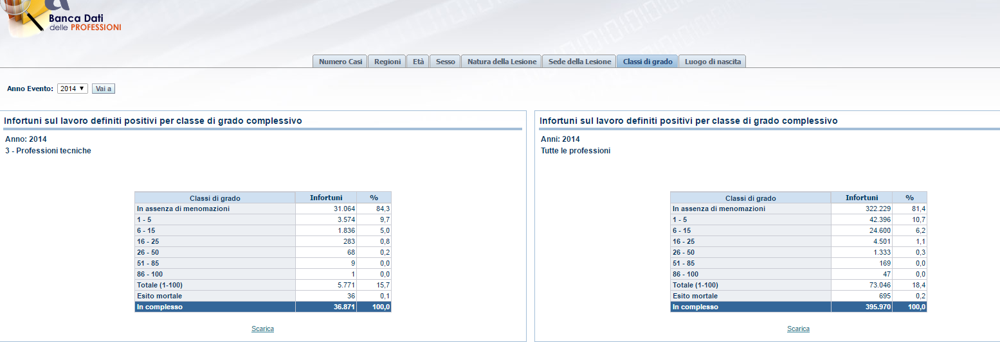 Banca Dati
delle PROFESSIONI
Numero Casi Regioni Età Sesso Natura della Lesione Sede della Lesione Classi di grado Luogo di nascita
Anno Evento: 2014 ▼ Vai a
Infortuni sul lavoro definiti positivi per classe di grado complessivo
Anno: 2014
3 - Professioni tecniche
Classi di grado Infortuni %
In assenza di menomazioni 31.064 84,3
1 - 5 3.574 9,7
6 - 15 1.836 5,0
16 - 25 283 0,8
26 - 50 68 0,2
51 - 85 9 0,0
86 - 100 1 0,0
Totale (1-100) 5.771 15,7
Esito mortale 36 0,1
In complesso 36.871 100,0
Scarica
Infortuni sul lavoro definiti positivi per classe di grado complessivo
Anni: 2014
Tutte le professioni
Classi di grado Infortuni %
In assenza di menomazioni 322.229 81,4
1 - 5 42.396 10,7
6 - 15 24.600 6,2
16 - 25 4.501 1,1
26 - 50 1.333 0,3
51 - 85 169 0,0
86 - 100 47 0,0
Totale (1-100) 73.046 18,4
Esito mortale 695 0,2
In complesso 395.970 100,0
Scarica